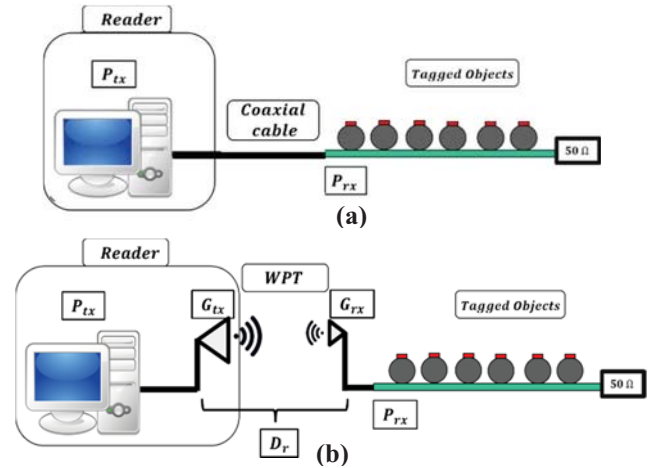 Reader
P_tx
Tagged Objects
Coaxial
cable
50 Ω
P_rx
(a)
Reader
WPT
P_tx
G_tx
G_rx
Tagged Objects
50 Ω
P_rx
D_r
(b)